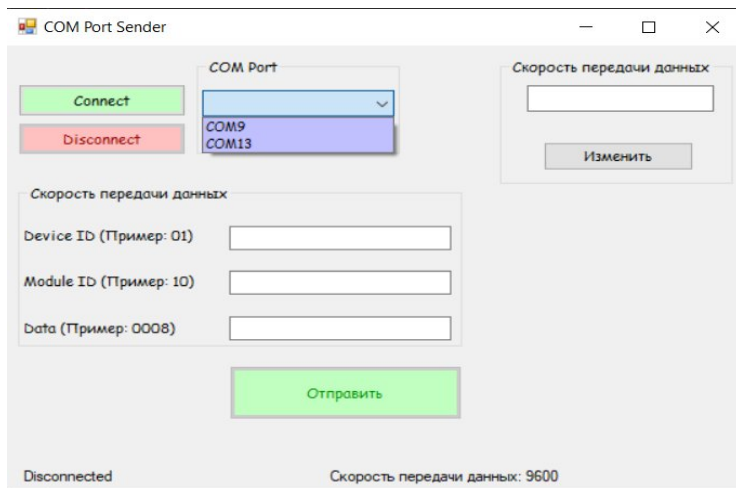 COM Port Sender
COM Port
Скорость передачи данных
Connect
Disconnect
COM9
COM13
Изменить
Скорость передачи данных
Device ID (Пример: 01)
Module ID (Пример: 10)
Data (Пример: 0008)
Отправить
Disconnected
Скорость передачи данных: 9600